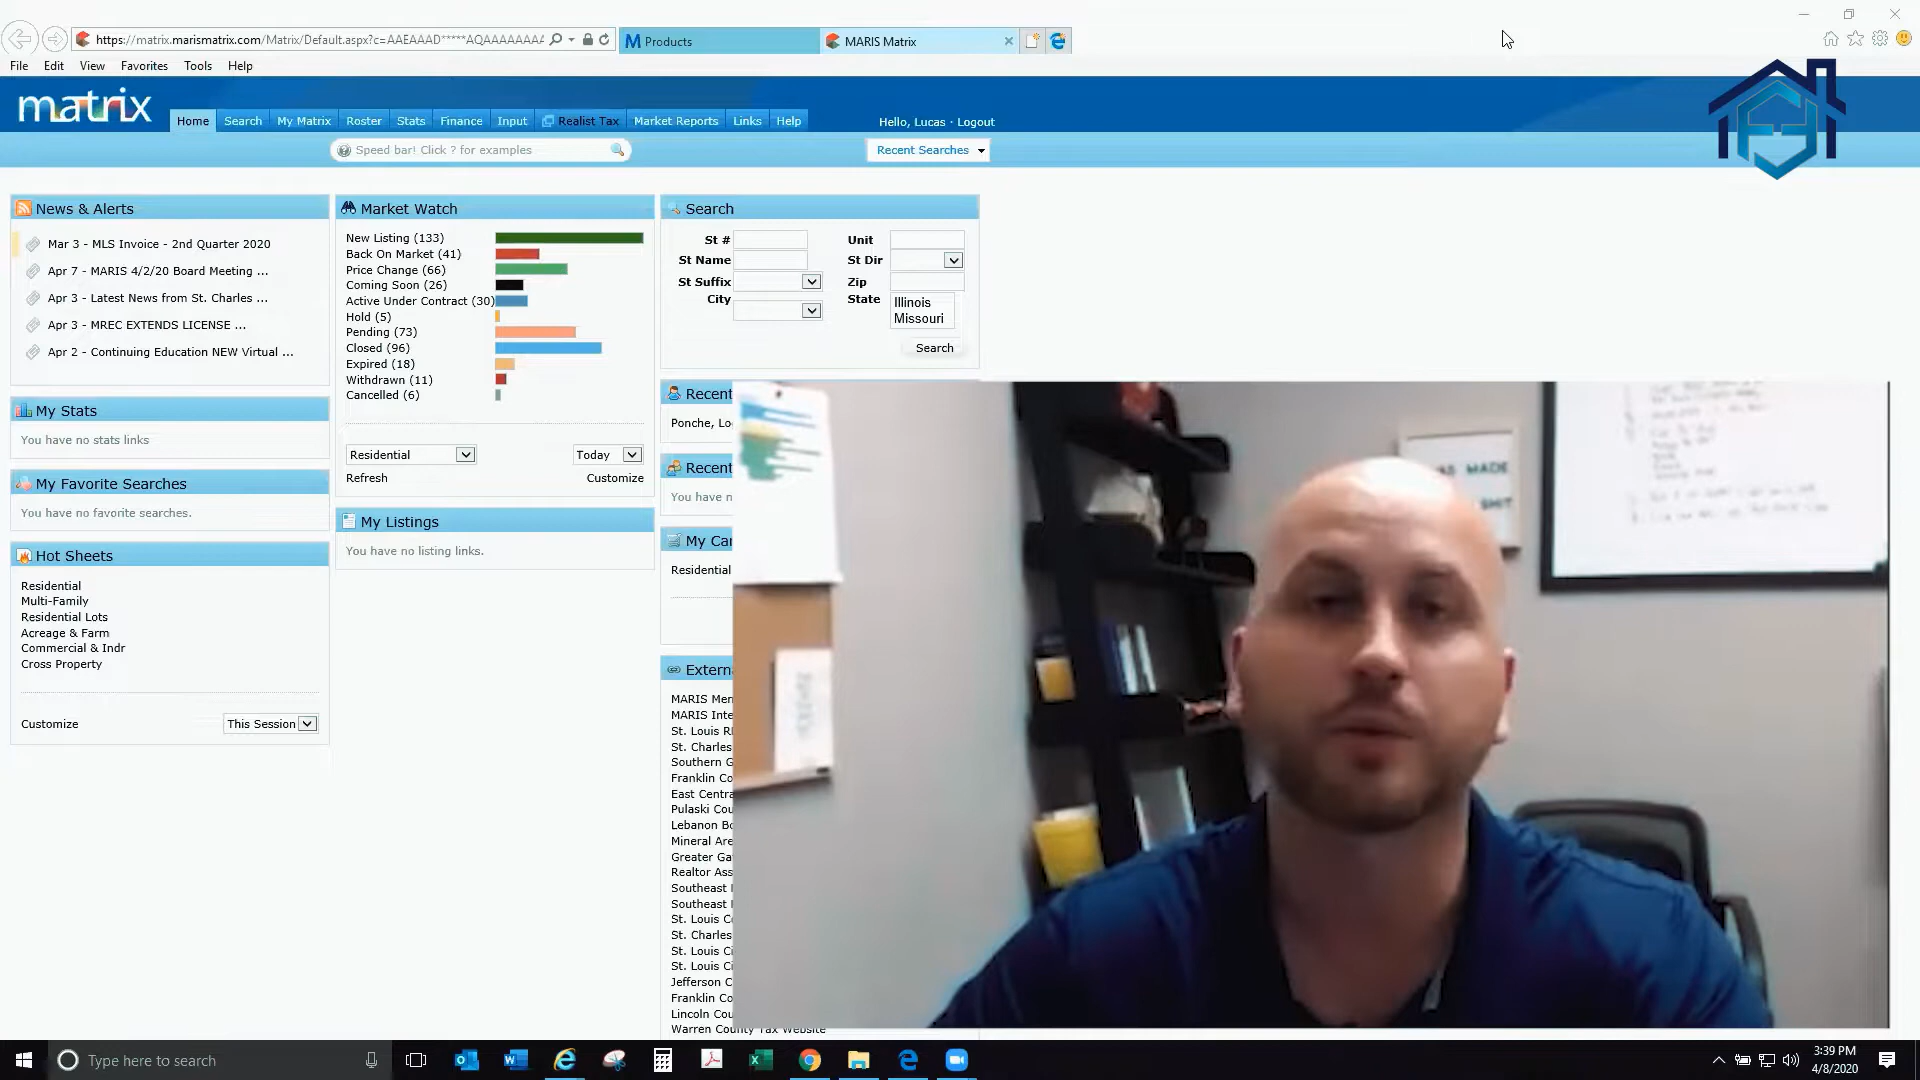 https://matrix.marismatrix.com/Matrix/Default.aspx?c=AAEAAAD*****AQAAAAAAAA
Products
MARIS Matrix
File Edit View Favorites Tools Help
matrix
Home Search My Matrix Roster Stats Finance Input Realist Tax Market Reports Links Help
Hello, Lucas · Logout
Speed bar! Click ? for examples
Recent Searches
News & Alerts
Mar 3 - MLS Invoice - 2nd Quarter 2020
Apr 7 - MARIS 4/2/20 Board Meeting ...
Apr 3 - Latest News from St. Charles ...
Apr 3 - MREC EXTENDS LICENSE ...
Apr 2 - Continuing Education NEW Virtual ...
My Stats
You have no stats links
My Favorite Searches
You have no favorite searches.
Hot Sheets
Residential
Multi-Family
Residential Lots
Acreage & Farm
Commercial & Indr
Cross Property
Customize
This Session
Market Watch
New Listing (133)
Back On Market (41)
Price Change (66)
Coming Soon (26)
Active Under Contract (30)
Hold (5)
Pending (73)
Closed (96)
Expired (18)
Withdrawn (11)
Cancelled (6)
Residential
Today
Refresh
Customize
My Listings
You have no listing links.
Search
St #
Unit
St Name
St Dir
St Suffix
Zip
City
State
Illinois
Missouri
Search
Recent
Ponche, Lo
Recent
You have n
My Car
Residential
Externa
MARIS Mem
MARIS Inte
St. Louis R
St. Charles
Southern G
Franklin Co
East Centra
Pulaski Cou
Lebanon Bo
Mineral Are
Greater Gat
Realtor Ass
Southeast
Southeast
St. Louis Co
St. Charles
St. Louis Ci
St. Louis Ci
Jefferson C
Franklin Co
Lincoln Cou
Warren County Tax Website
MADE
SHIT
Type here to search
3:39 PM
4/8/2020